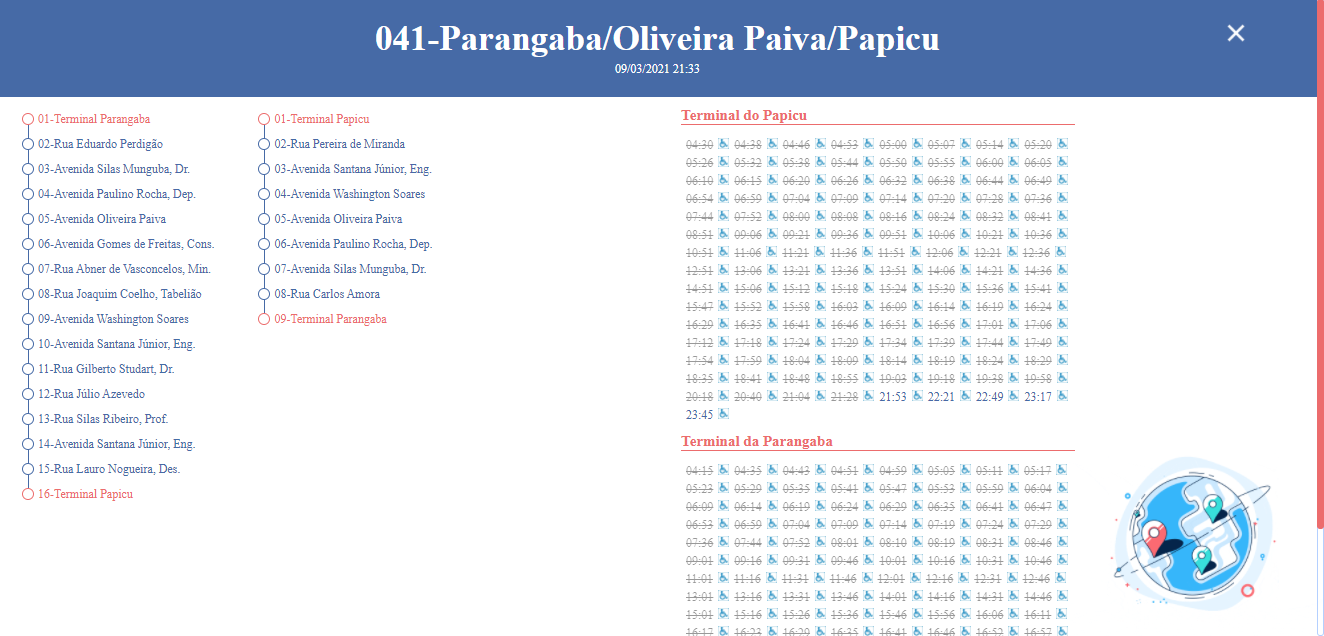 041-Parangaba/Oliveira Paiva/Papicu
09/03/2021 21:33
01-Terminal Parangaba
02-Rua Eduardo Perdigão
03-Avenida Silas Munguba, Dr.
04-Avenida Paulino Rocha, Dep.
05-Avenida Oliveira Paiva
06-Avenida Gomes de Freitas, Cons.
07-Rua Abner de Vasconcelos, Min.
08-Rua Joaquim Coelho, Tabelião
09-Avenida Washington Soares
10-Avenida Santana Júnior, Eng.
11-Rua Gilberto Studart, Dr.
12-Rua Júlio Azevedo
13-Rua Silas Ribeiro, Prof.
14-Avenida Santana Júnior, Eng.
15-Rua Lauro Nogueira, Des.
16-Terminal Papicu
01-Terminal Papicu
02-Rua Pereira de Miranda
03-Avenida Santana Júnior, Eng.
04-Avenida Washington Soares
05-Avenida Oliveira Paiva
06-Avenida Paulino Rocha, Dep.
07-Avenida Silas Munguba, Dr.
08-Rua Carlos Amora
09-Terminal Parangaba
Terminal do Papicu
04:30 04:38 04:46 04:53 05:00 05:07 05:14 05:20
05:26 05:32 05:38 05:44 05:50 05:55 06:00 06:05
06:10 06:15 06:20 06:26 06:32 06:38 06:44 06:49
06:54 06:59 07:04 07:09 07:14 07:20 07:28 07:36
07:44 07:52 08:00 08:08 08:16 08:24 08:32 08:41
08:51 09:06 09:21 09:36 09:51 10:06 10:21 10:36
10:51 11:06 11:21 11:36 11:51 12:06 12:21 12:36
12:51 13:06 13:21 13:36 13:51 14:06 14:21 14:36
14:51 15:06 15:12 15:18 15:24 15:30 15:36 15:41
15:47 15:52 15:58 16:03 16:09 16:14 16:19 16:24
16:29 16:35 16:41 16:46 16:51 16:56 17:01 17:06
17:12 17:18 17:24 17:29 17:34 17:39 17:44 17:49
17:54 17:59 18:04 18:09 18:14 18:19 18:24 18:29
18:35 18:41 18:48 18:55 19:03 19:18 19:38 19:58
20:18 20:40 21:04 21:28 21:53 22:21 22:49 23:17
23:45
Terminal da Parangaba
04:15 04:35 04:43 04:51 04:59 05:05 05:11 05:17
05:23 05:29 05:35 05:41 05:47 05:53 05:59 06:04
06:09 06:14 06:19 06:24 06:29 06:35 06:41 06:47
06:53 06:59 07:04 07:09 07:14 07:19 07:24 07:29
07:36 07:44 07:52 08:01 08:10 08:19 08:31 08:46
09:01 09:16 09:31 09:46 10:01 10:16 10:31 10:46
11:01 11:16 11:31 11:46 12:01 12:16 12:31 12:46
13:01 13:16 13:31 13:46 14:01 14:16 14:31 14:46
15:01 15:16 15:26 15:36 15:46 15:56 16:06 16:11
16:17 16:23 16:29 16:35 16:41 16:46 16:52 16:57